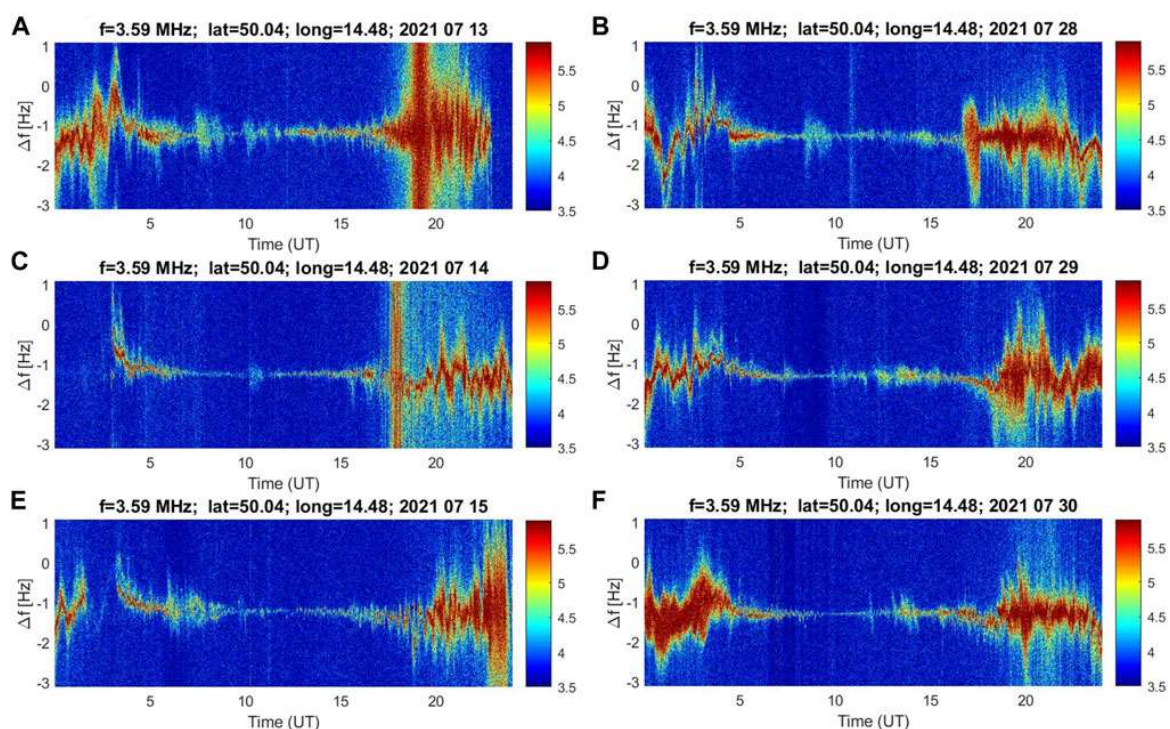 A f=3.59 MHz; lat=50.04; long=14.48; 2021 07 13
1
0
-1
-2
-3
Δf [Hz]
5 10 15 20
Time (UT)
5.5
5
4.5
4
3.5
B f=3.59 MHz; lat=50.04; long=14.48; 2021 07 28
1
0
-1
-2
-3
Δf [Hz]
5 10 15 20
Time (UT)
5.5
5
4.5
4
3.5
C f=3.59 MHz; lat=50.04; long=14.48; 2021 07 14
1
0
-1
-2
-3
Δf [Hz]
5 10 15 20
Time (UT)
5.5
5
4.5
4
3.5
D f=3.59 MHz; lat=50.04; long=14.48; 2021 07 29
1
0
-1
-2
-3
Δf [Hz]
5 10 15 20
Time (UT)
5.5
5
4.5
4
3.5
E f=3.59 MHz; lat=50.04; long=14.48; 2021 07 15
1
0
-1
-2
-3
Δf [Hz]
5 10 15 20
Time (UT)
5.5
5
4.5
4
3.5
F f=3.59 MHz; lat=50.04; long=14.48; 2021 07 30
1
0
-1
-2
-3
Δf [Hz]
5 10 15 20
Time (UT)
5.5
5
4.5
4
3.5